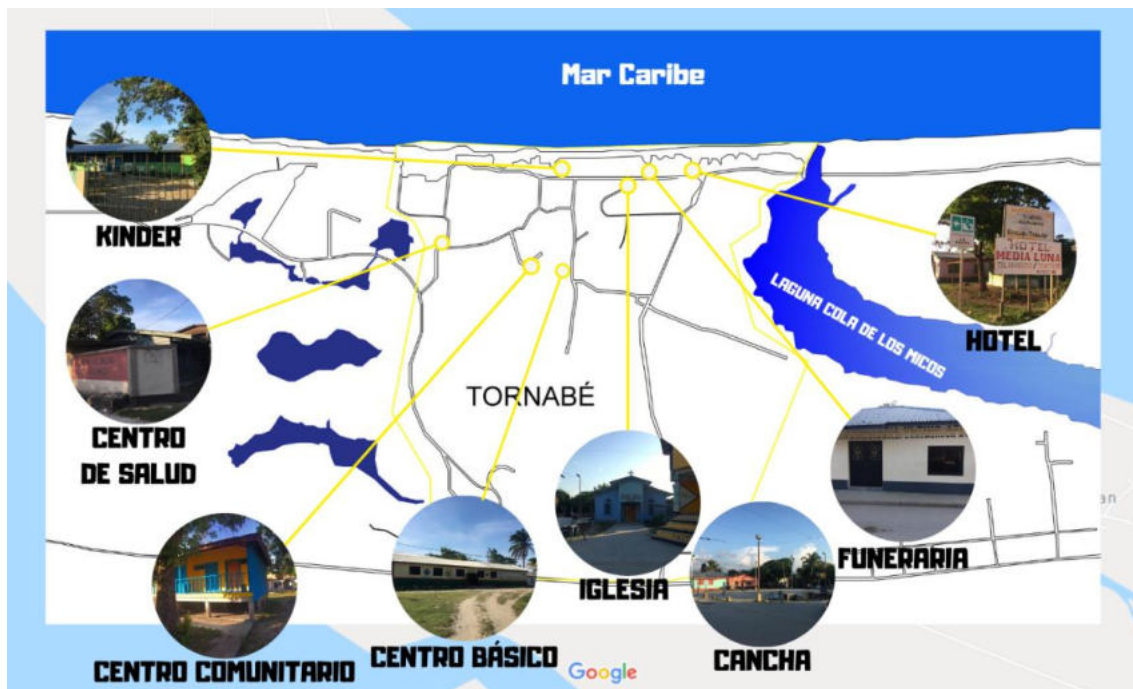 Mar Caribe
KINDER
HOTEL
MEDIA LUNA
HOTEL
LAGUNA COLA DE LOS MICOS
CENTRO
DE SALUD
TORNABÉ
FUNERARIA
IGLESIA
CENTRO COMUNITARIO
CENTRO BÁSICO
CANCHA
Google
an